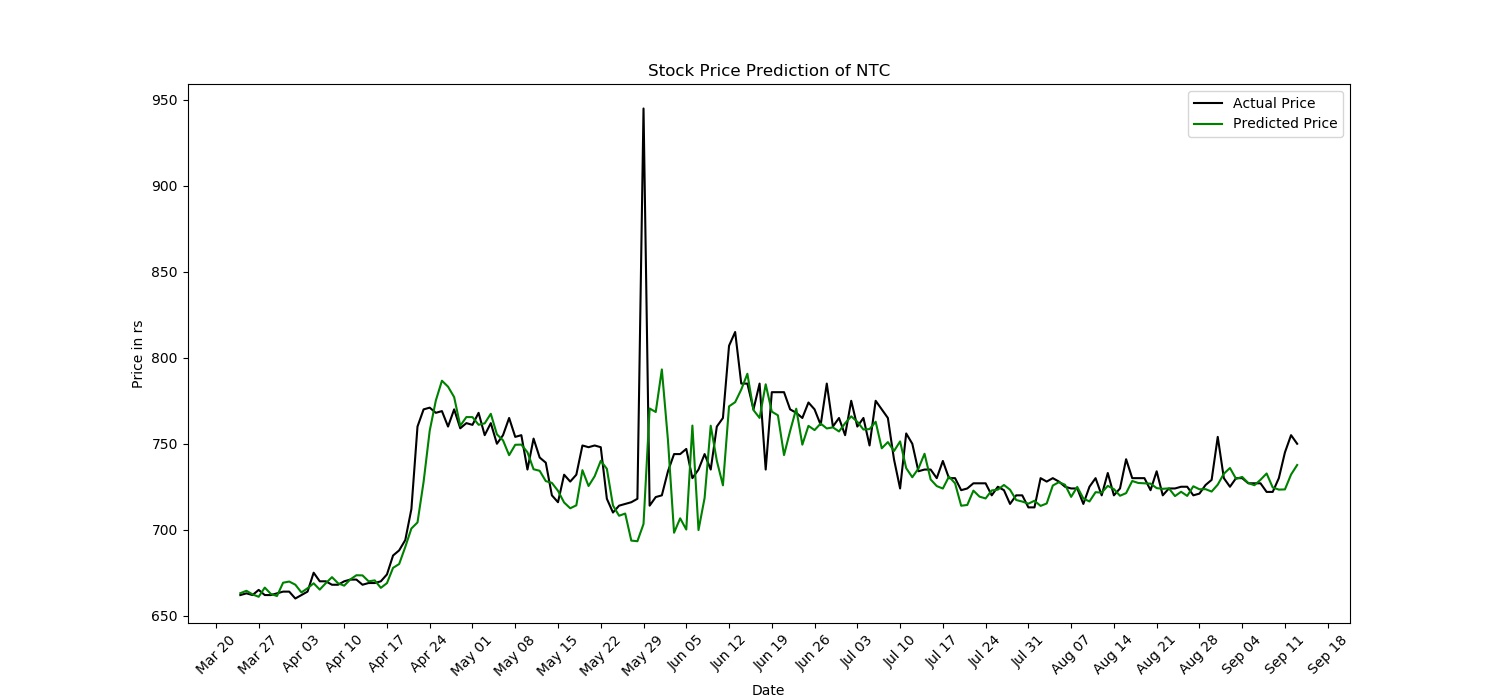 Stock Price Prediction of NTC
Actual Price
Predicted Price
950
900
850
800
750
700
650
Price in rs
Mar 20
Mar 27
Apr 03
Apr 10
Apr 17
Apr 24
May 01
May 08
May 15
May 22
May 29
Jun 05
Jun 12
Jun 19
Jun 26
Jul 03
Jul 10
Jul 17
Jul 24
Jul 31
Aug 07
Aug 14
Aug 21
Aug 28
Sep 04
Sep 11
Sep 18
Date